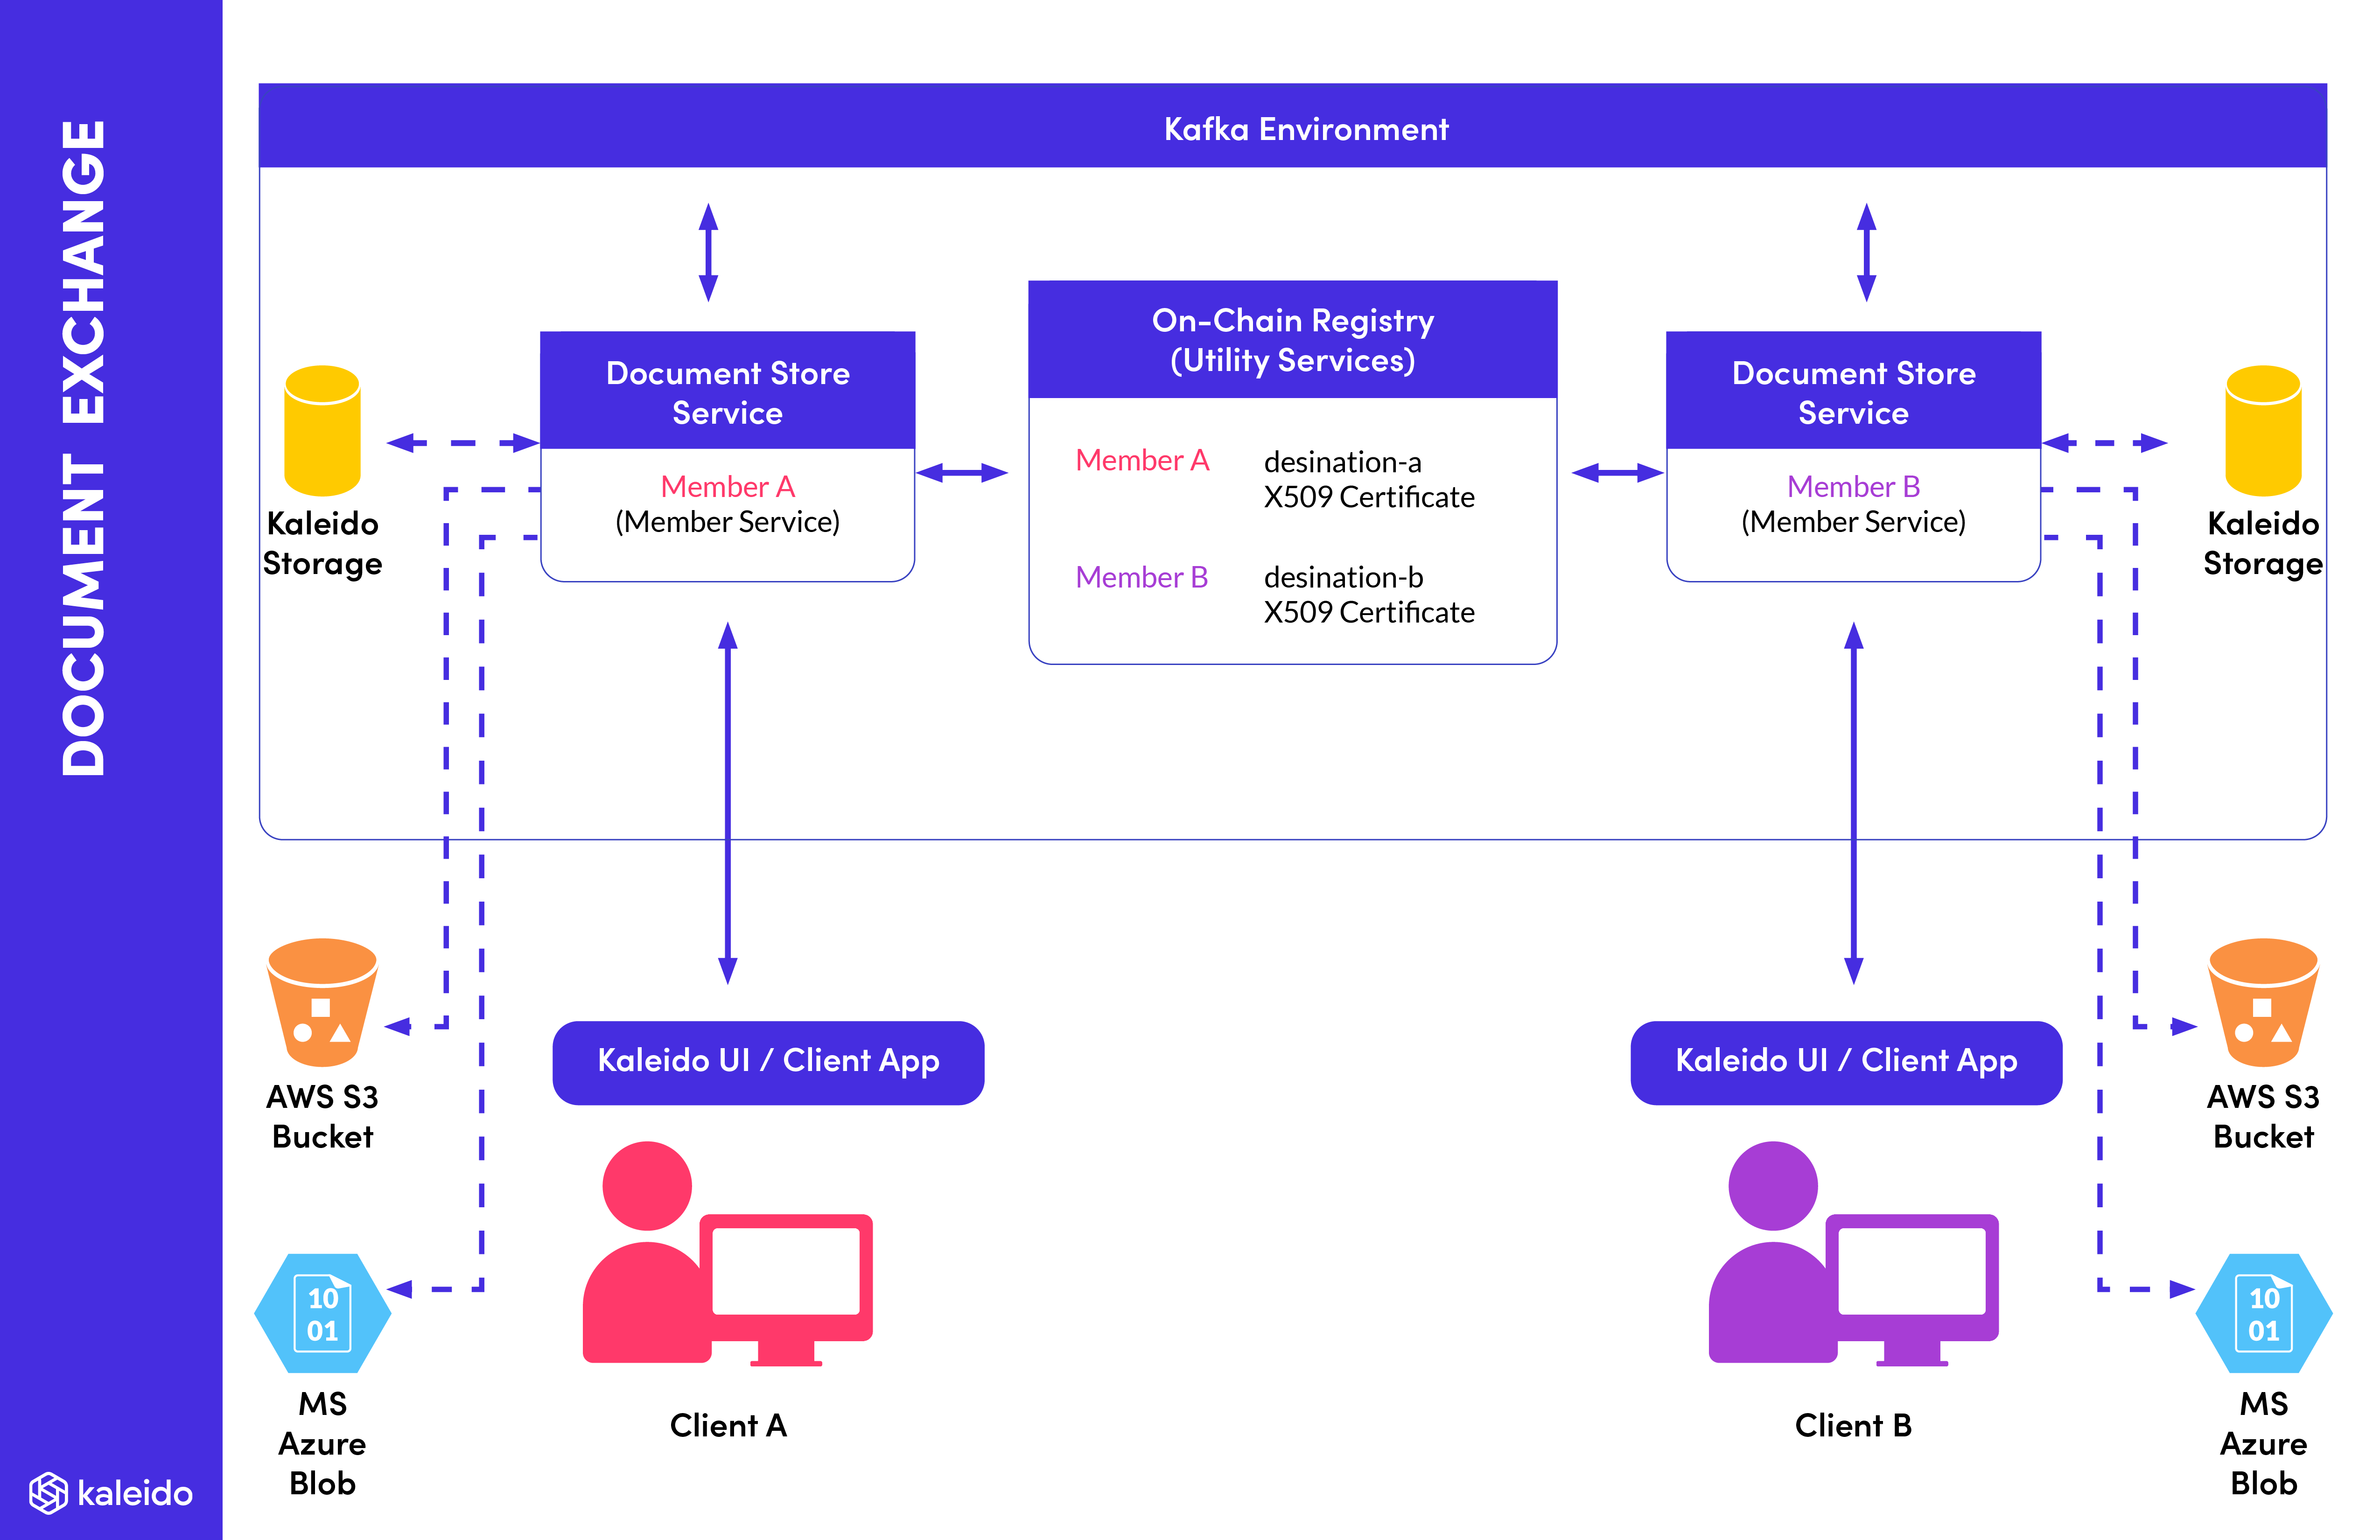 DOCUMENT EXCHANGE
Kafka Environment
Document Store
Service
Member A
(Member Service)
On-Chain Registry
(Utility Services)
Member A
desination-a
X509 Certificate
Member B
desination-b
X509 Certificate
Document Store
Service
Member B
(Member Service)
Kaleido
Storage
Kaleido
Storage
AWS S3
Bucket
Kaleido UI / Client App
Kaleido UI / Client App
AWS S3
Bucket
10
01
MS
Azure
Blob
Client A
Client B
10
01
MS
Azure
Blob
kaleido